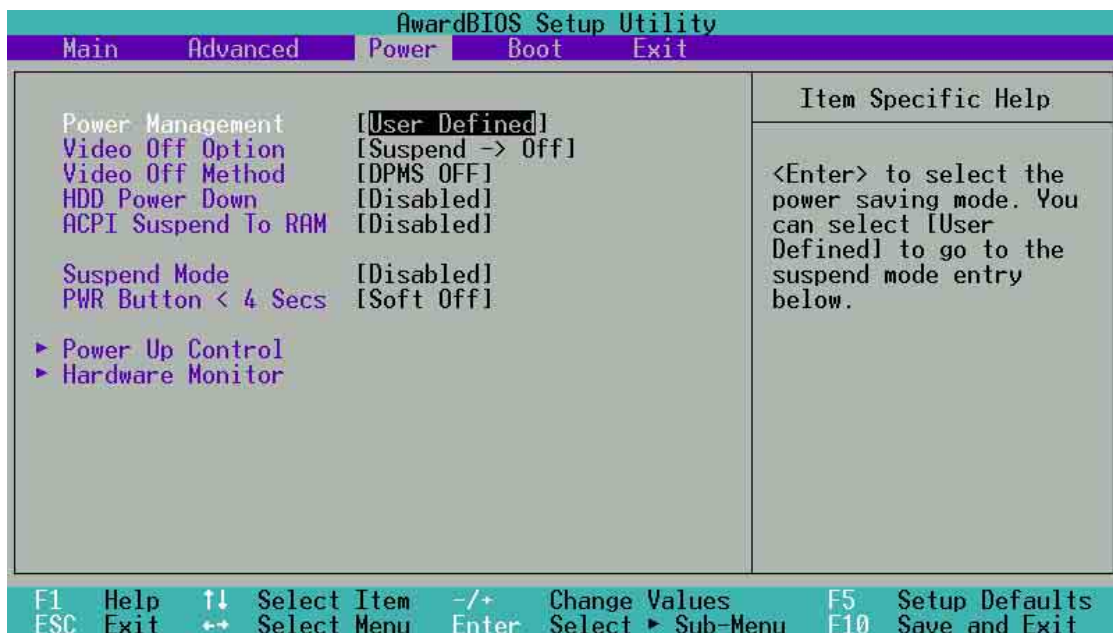 AwardBIOS Setup Utility
Main Advanced Power Boot Exit
Power Management [User Defined]
Video Off Option [Suspend -> Off]
Video Off Method [DPMS OFF]
HDD Power Down [Disabled]
ACPI Suspend To RAM [Disabled]
Suspend Mode [Disabled]
PWR Button < 4 Secs [Soft Off]
► Power Up Control
► Hardware Monitor
Item Specific Help
<Enter> to select the
power saving mode. You
can select [User
Defined] to go to the
suspend mode entry
below.
F1 Help ↑↓ Select Item -/+ Change Values F5 Setup Defaults
ESC Exit ←→ Select Menu Enter Select ► Sub-Menu F10 Save and Exit